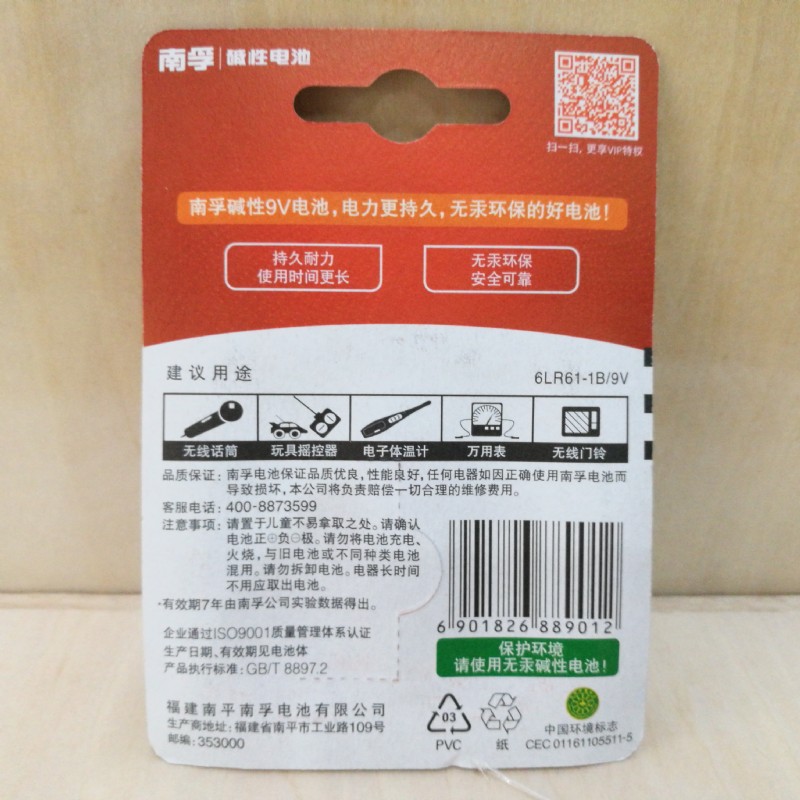 南孚 碱性电池
扫一扫, 更享VIP特权
南孚碱性9V电池,电力更持久,无汞环保的好电池!
持久耐力
使用时间更长
无汞环保
安全可靠
建议用途
6LR61-1B/9V
无线话筒 玩具摇控器 电子体温计 万用表 无线门铃
品质保证: 南孚电池保证品质优良,性能良好,任何电器如因正确使用南孚电池而
导致损坏,本公司将负责赔偿一切合理的维修费用。
客服电话: 400-8873599
注意事项: 请置于儿童不易拿取之处。请确认
电池正⊕负⊖极。请勿将电池充电、
火烧,与旧电池或不同种类电池
混用。请勿拆卸电池。电器长时间
不用应取出电池。
·有效期7年由南孚公司实验数据得出。
企业通过ISO9001质量管理体系认证
生产日期、有效期见电池体
产品执行标准: GB/T 8897.2
6 901826 889012
保护环境
请使用无汞碱性电池!
福建南平南孚电池有限公司
生产商地址: 福建省南平市工业路109号
邮编: 353000
03
PVC
纸
中国环境标志
CEC 01161105511-5